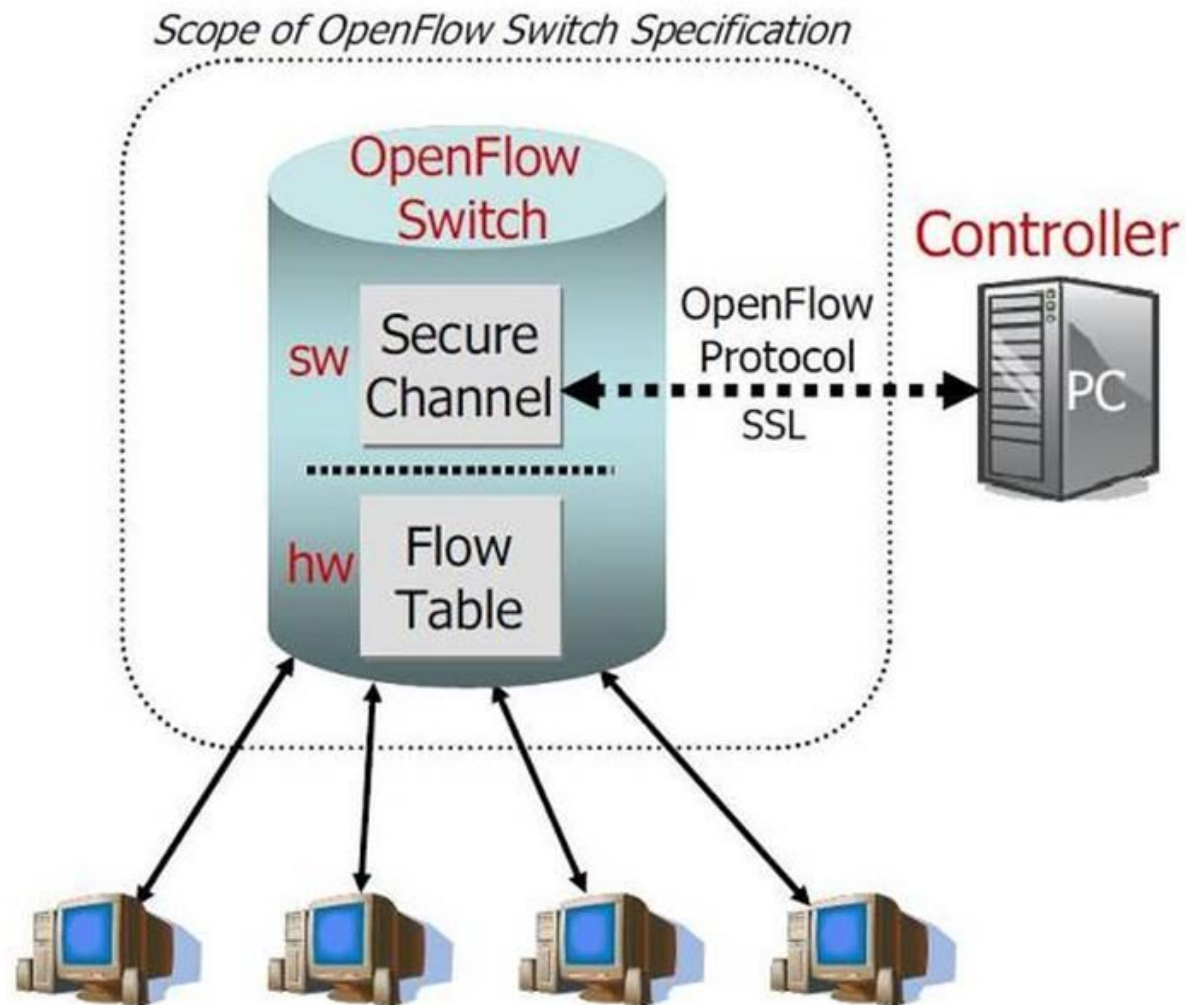 Scope of OpenFlow Switch Specification
OpenFlow
Switch
Controller
sw
Secure
Channel
OpenFlow
Protocol
SSL
PC
hw
Flow
Table